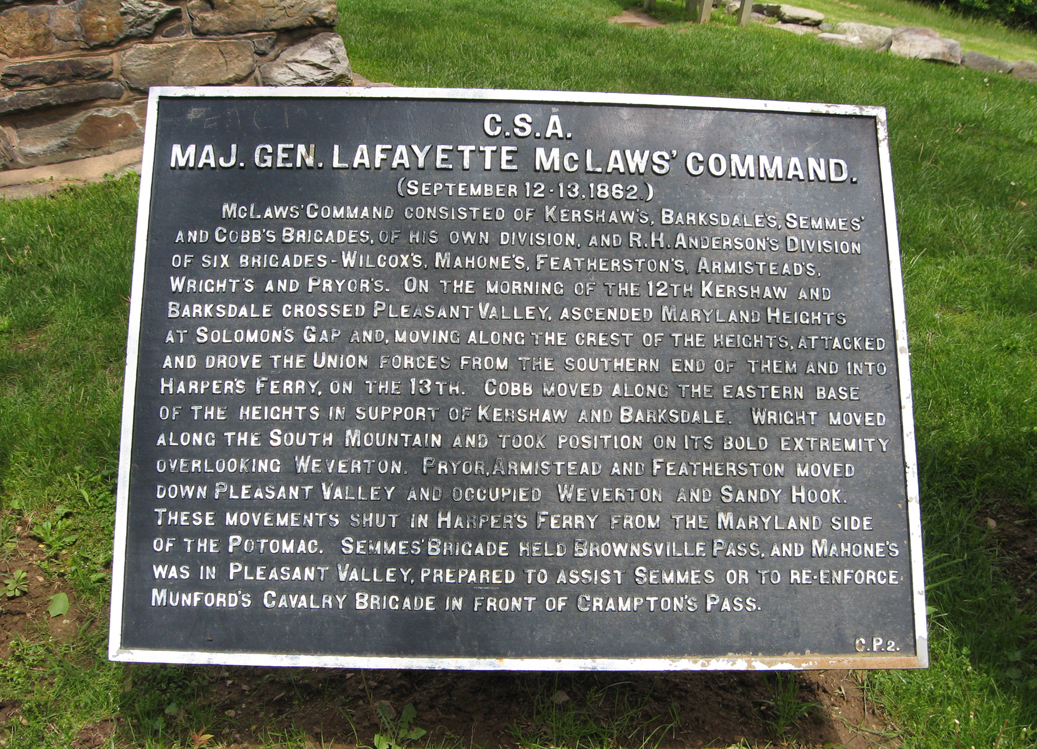 C.S.A.
MAJ. GEN. LAFAYETTE McLAWS' COMMAND.
(SEPTEMBER 12-13, 1862.)
McLAWS' COMMAND CONSISTED OF KERSHAW'S, BARKSDALE'S, SEMMES'
AND COBB'S BRIGADES, OF HIS OWN DIVISION, AND R.H. ANDERSON'S DIVISION
OF SIX BRIGADES - WILCOX'S, MAHONE'S, FEATHERSTON'S, ARMISTEAD'S,
WRIGHT'S AND PRYOR'S. ON THE MORNING OF THE 12TH KERSHAW AND
BARKSDALE CROSSED PLEASANT VALLEY, ASCENDED MARYLAND HEIGHTS
AT SOLOMON'S GAP AND, MOVING ALONG THE CREST OF THE HEIGHTS, ATTACKED
AND DROVE THE UNION FORCES FROM THE SOUTHERN END OF THEM AND INTO
HARPER'S FERRY, ON THE 13TH. COBB MOVED ALONG THE EASTERN BASE
OF THE HEIGHTS IN SUPPORT OF KERSHAW AND BARKSDALE. WRIGHT MOVED
ALONG THE SOUTH MOUNTAIN AND TOOK POSITION ON ITS BOLD EXTREMITY
OVERLOOKING WEVERTON. PRYOR, ARMISTEAD AND FEATHERSTON MOVED
DOWN PLEASANT VALLEY AND OCCUPIED WEVERTON AND SANDY HOOK.
THESE MOVEMENTS SHUT IN HARPER'S FERRY FROM THE MARYLAND SIDE
OF THE POTOMAC. SEMMES' BRIGADE HELD BROWNSVILLE PASS, AND MAHONE'S
WAS IN PLEASANT VALLEY, PREPARED TO ASSIST SEMMES OR TO RE-ENFORCE
MUNFORD'S CAVALRY BRIGADE IN FRONT OF CRAMPTON'S PASS.
C.P.2.